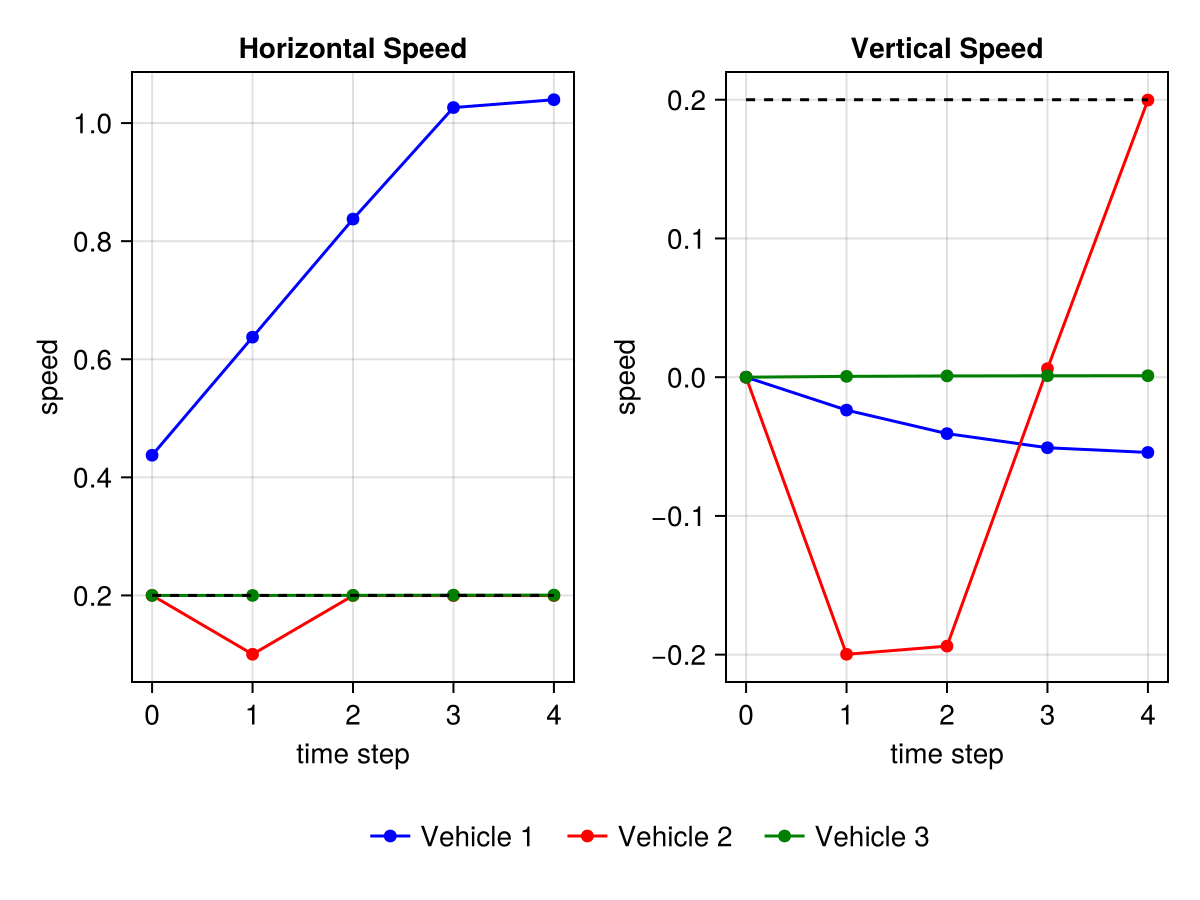 Horizontal Speed
1.0
0.8
0.6
0.4
0.2
speed
0 1 2 3 4
time step
Vertical Speed
0.2
0.1
0.0
−0.1
−0.2
speed
0 1 2 3 4
time step
Vehicle 1 Vehicle 2 Vehicle 3